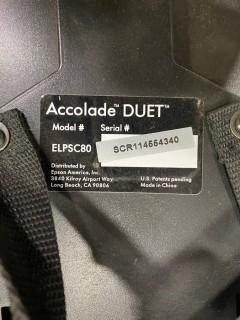 Accolade™ DUET™
Model # Serial #
ELPSC80 SCR114554340
Distributed by
Epson America, Inc.
3840 Kilroy Airport Way
Long Beach, CA 90806
U.S. Patents pending
Made in China